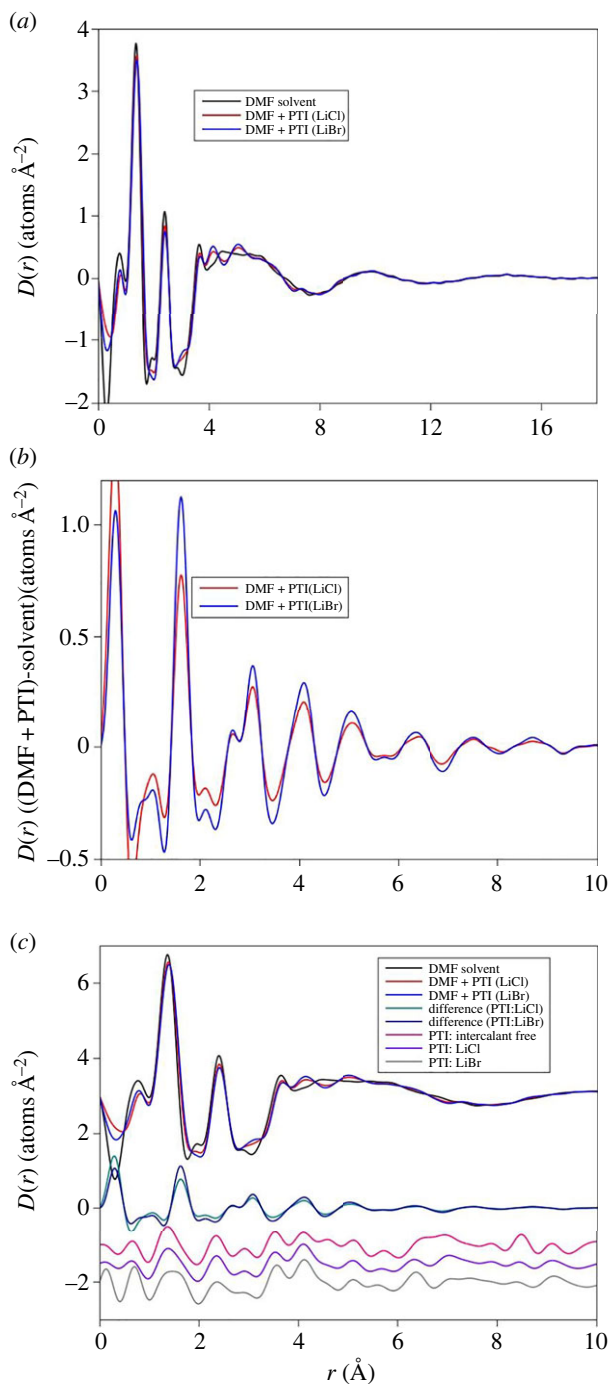 (a)
4
3
2
1
0
–1
–2
D(r) (atoms Å–2)
DMF solvent
DMF + PTI (LiCl)
DMF + PTI (LiBr)
0 4 8 12 16
(b)
1.0
0.5
0
–0.5
D(r) ((DMF + PTI)-solvent)(atoms Å–2)
DMF + PTI(LiCl)
DMF + PTI(LiBr)
0 2 4 6 8 10
(c)
6
4
2
0
–2
D(r) (atoms Å–2)
DMF solvent
DMF + PTI (LiCl)
DMF + PTI (LiBr)
difference (PTI:LiCl)
difference (PTI:LiBr)
PTI: intercalant free
PTI: LiCl
PTI: LiBr
0 2 4 6 8 10
r (Å)